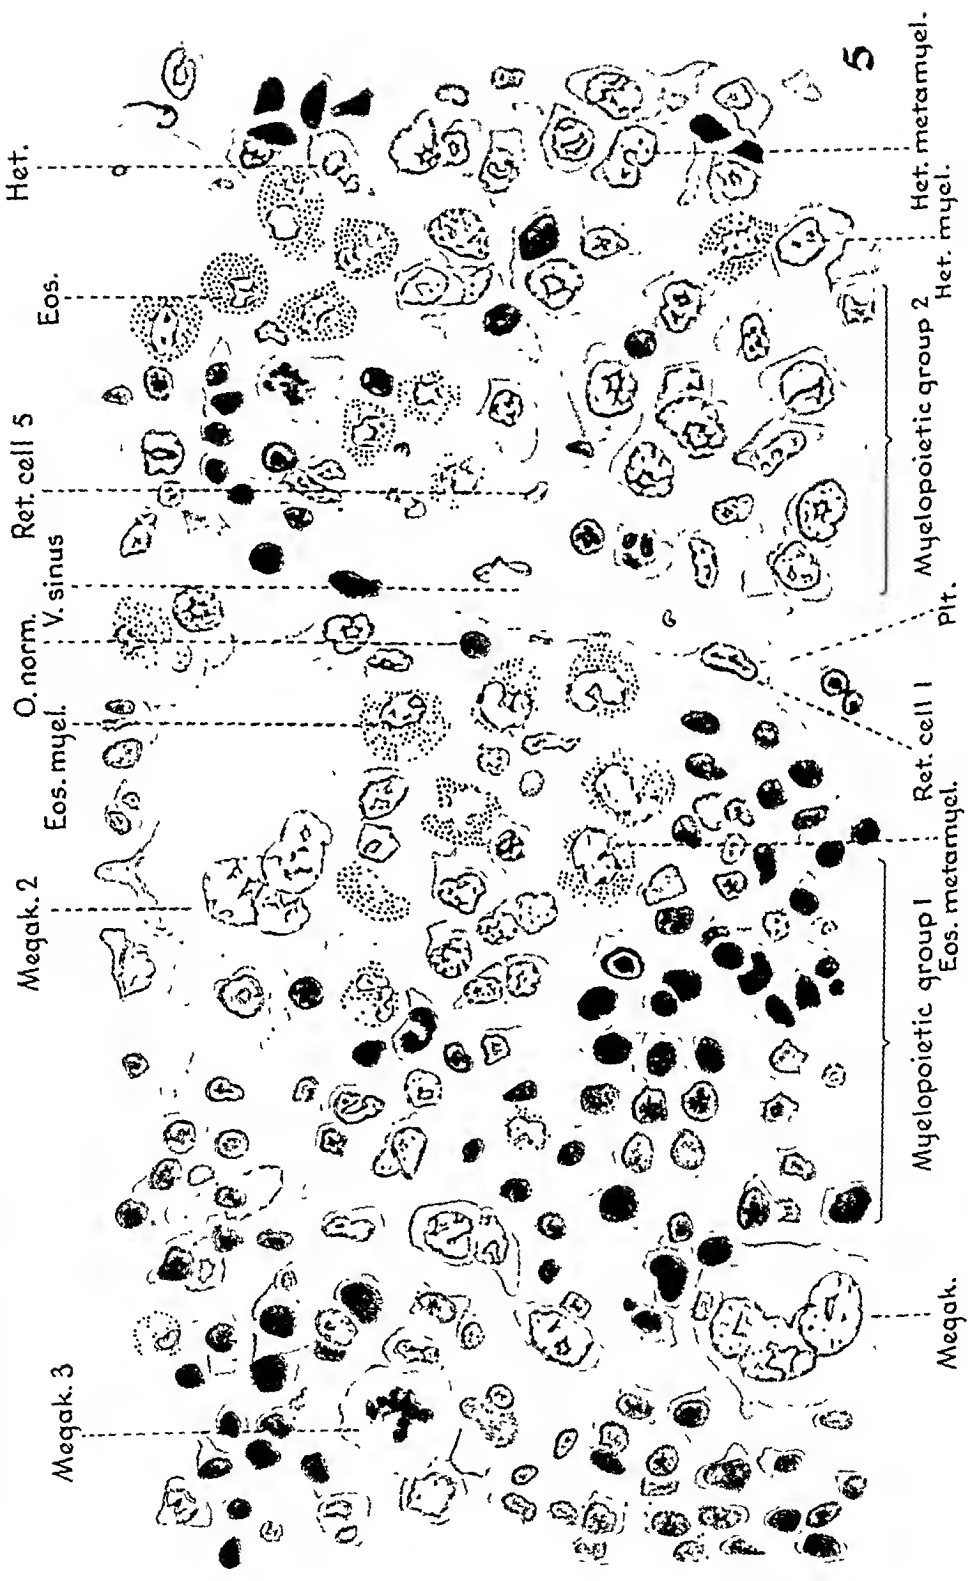 Megak. 3
Megak. 2
Eos. myel.
O. norm.
V. sinus
Ret. cell 5
Eos.
Het.
5
Megak.
Myelopoietic group 1
Eos. metamyel.
Ret. cell 1
Plt.
Myelopoietic group 2
Het. myel.
Het. metamyel.